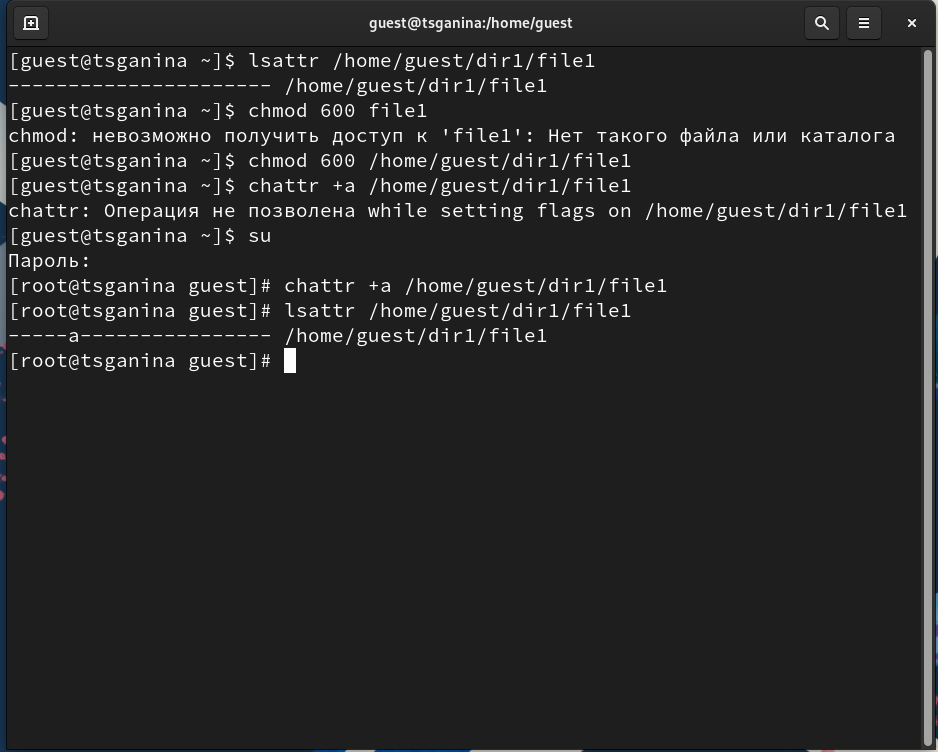 guest@tsganina:/home/guest
[guest@tsganina ~]$ lsattr /home/guest/dir1/file1
---------------------- /home/guest/dir1/file1
[guest@tsganina ~]$ chmod 600 file1
chmod: невозможно получить доступ к 'file1': Нет такого файла или каталога
[guest@tsganina ~]$ chmod 600 /home/guest/dir1/file1
[guest@tsganina ~]$ chattr +a /home/guest/dir1/file1
chattr: Операция не позволена while setting flags on /home/guest/dir1/file1
[guest@tsganina ~]$ su
Пароль:
[root@tsganina guest]# chattr +a /home/guest/dir1/file1
[root@tsganina guest]# lsattr /home/guest/dir1/file1
-----a---------------- /home/guest/dir1/file1
[root@tsganina guest]#